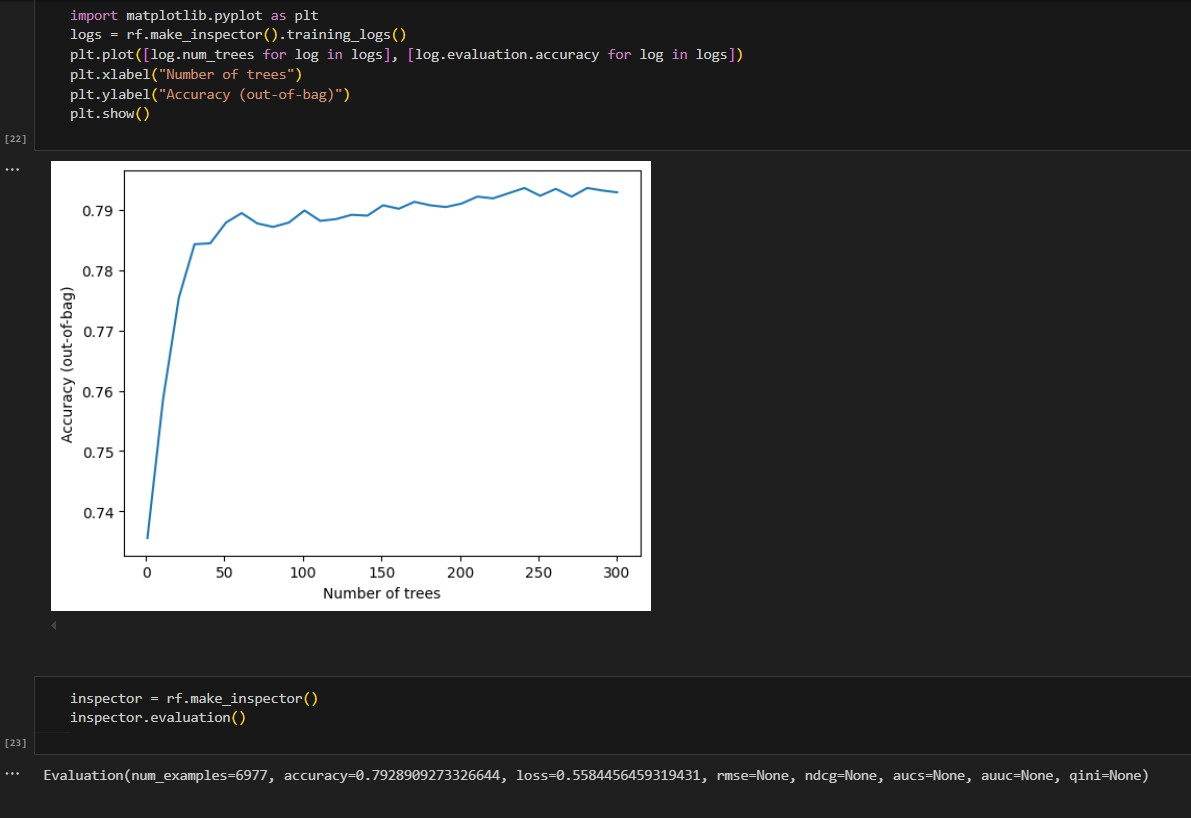 import matplotlib.pyplot as plt
logs = rf.make_inspector().training_logs()
plt.plot([log.num_trees for log in logs], [log.evaluation.accuracy for log in logs])
plt.xlabel("Number of trees")
plt.ylabel("Accuracy (out-of-bag)")
plt.show()
[22]
...
0.79
0.78
0.77
0.76
0.75
0.74
Accuracy (out-of-bag)
0 50 100 150 200 250 300
Number of trees
inspector = rf.make_inspector()
inspector.evaluation()
[23]
...
Evaluation(num_examples=6977, accuracy=0.7928909273326644, loss=0.5584456459319431, rmse=None, ndcg=None, aucs=None, auuc=None, qini=None)